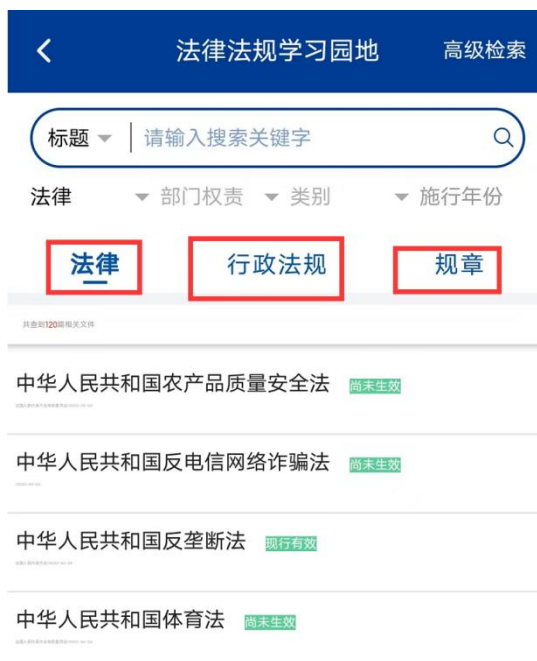 法律法规学习园地 高级检索
标题 请输入搜索关键字
法律 部门权责 类别 施行年份
法律 行政法规 规章
共查到120篇相关文件
中华人民共和国农产品质量安全法 尚未生效
中华人民共和国反电信网络诈骗法 尚未生效
中华人民共和国反垄断法 现行有效
中华人民共和国体育法 尚未生效